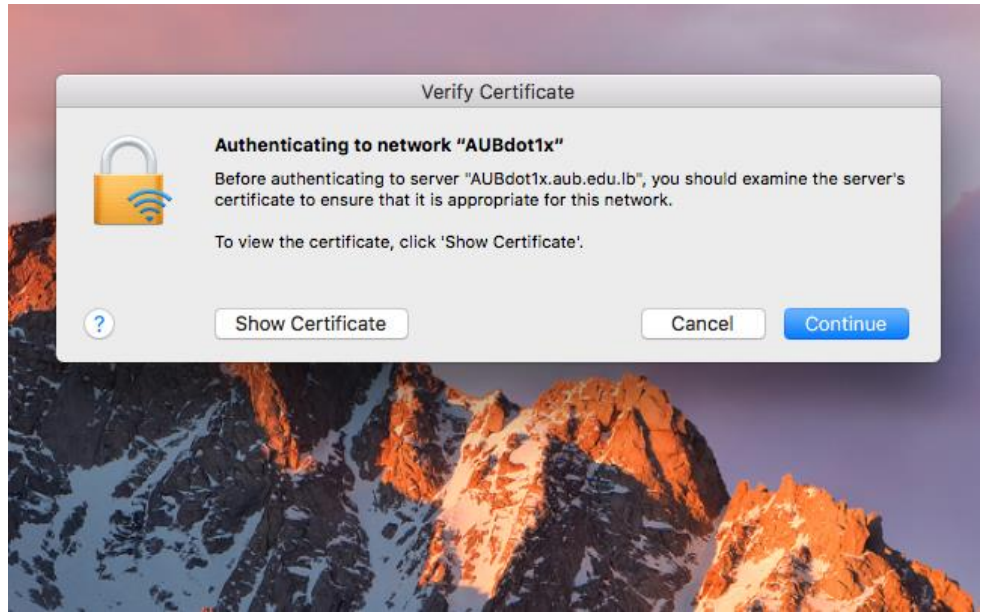 Verify Certificate
Authenticating to network “AUBdot1x”
Before authenticating to server "AUBdot1x.aub.edu.lb", you should examine the server's
certificate to ensure that it is appropriate for this network.
To view the certificate, click 'Show Certificate'.
?
Show Certificate
Cancel
Continue